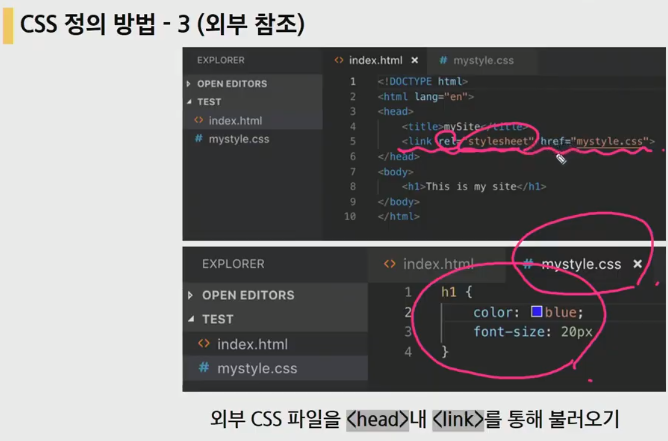 CSS 정의 방법 - 3 (외부 참조)
EXPLORER
OPEN EDITORS
TEST
<> index.html
# mystyle.css
<> index.html ×
# mystyle.css
1 <!DOCTYPE html>
2 <html lang="en">
3 <head>
4 <title>mySite</title>
5 <link rel="stylesheet" href="mystyle.css">
6 </head>
7 <body>
8 <h1>This is my site</h1>
9 </body>
10 </html>
EXPLORER
OPEN EDITORS
TEST
<> index.html
# mystyle.css
<> index.html
# mystyle.css ×
1 h1 {
2 color: blue;
3 font-size: 20px
4 }
외부 CSS 파일을 <head>내 <link>를 통해 불러오기